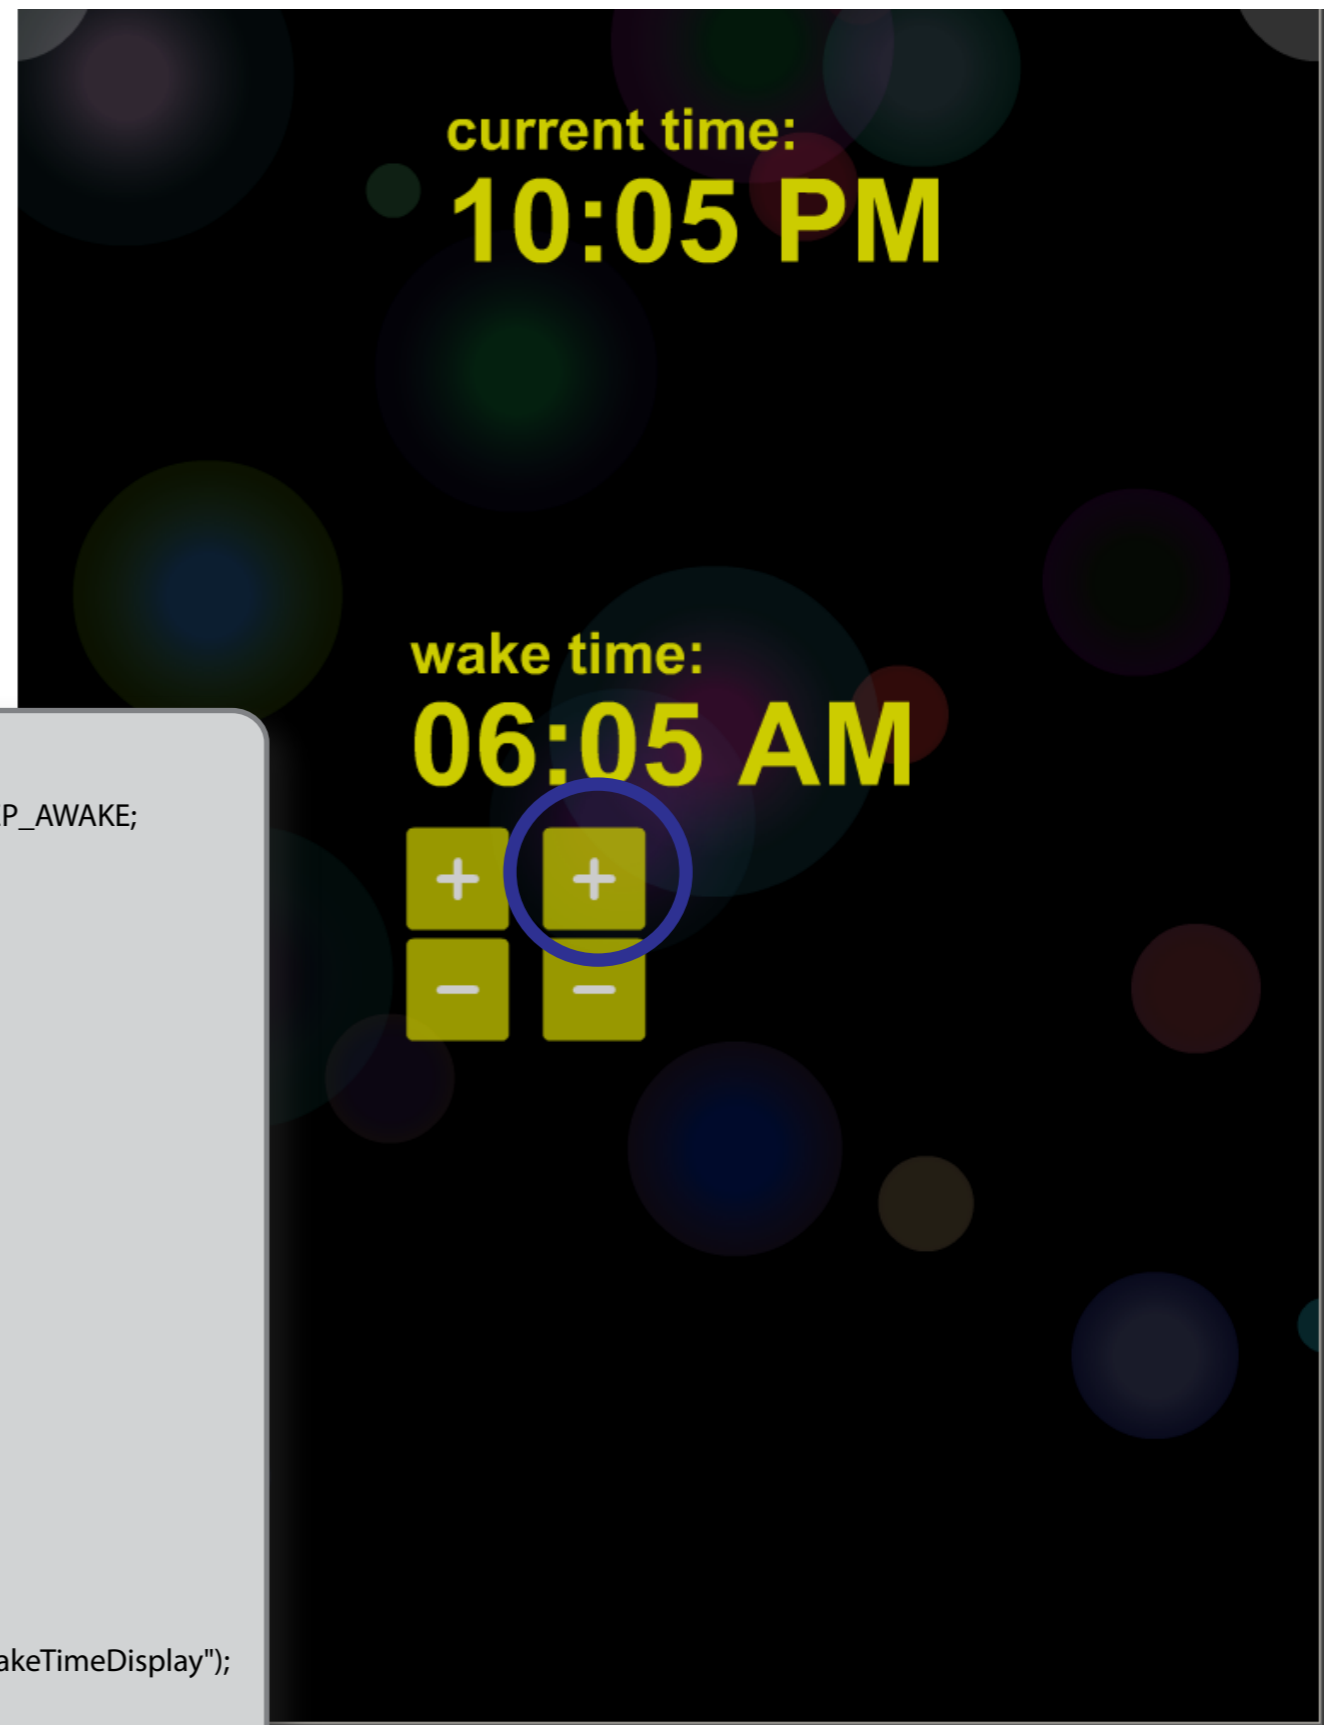 current time:
10:05 PM
wake time:
06:05 AM
P_AWAKE;
+ +
− −
akeTimeDisplay");